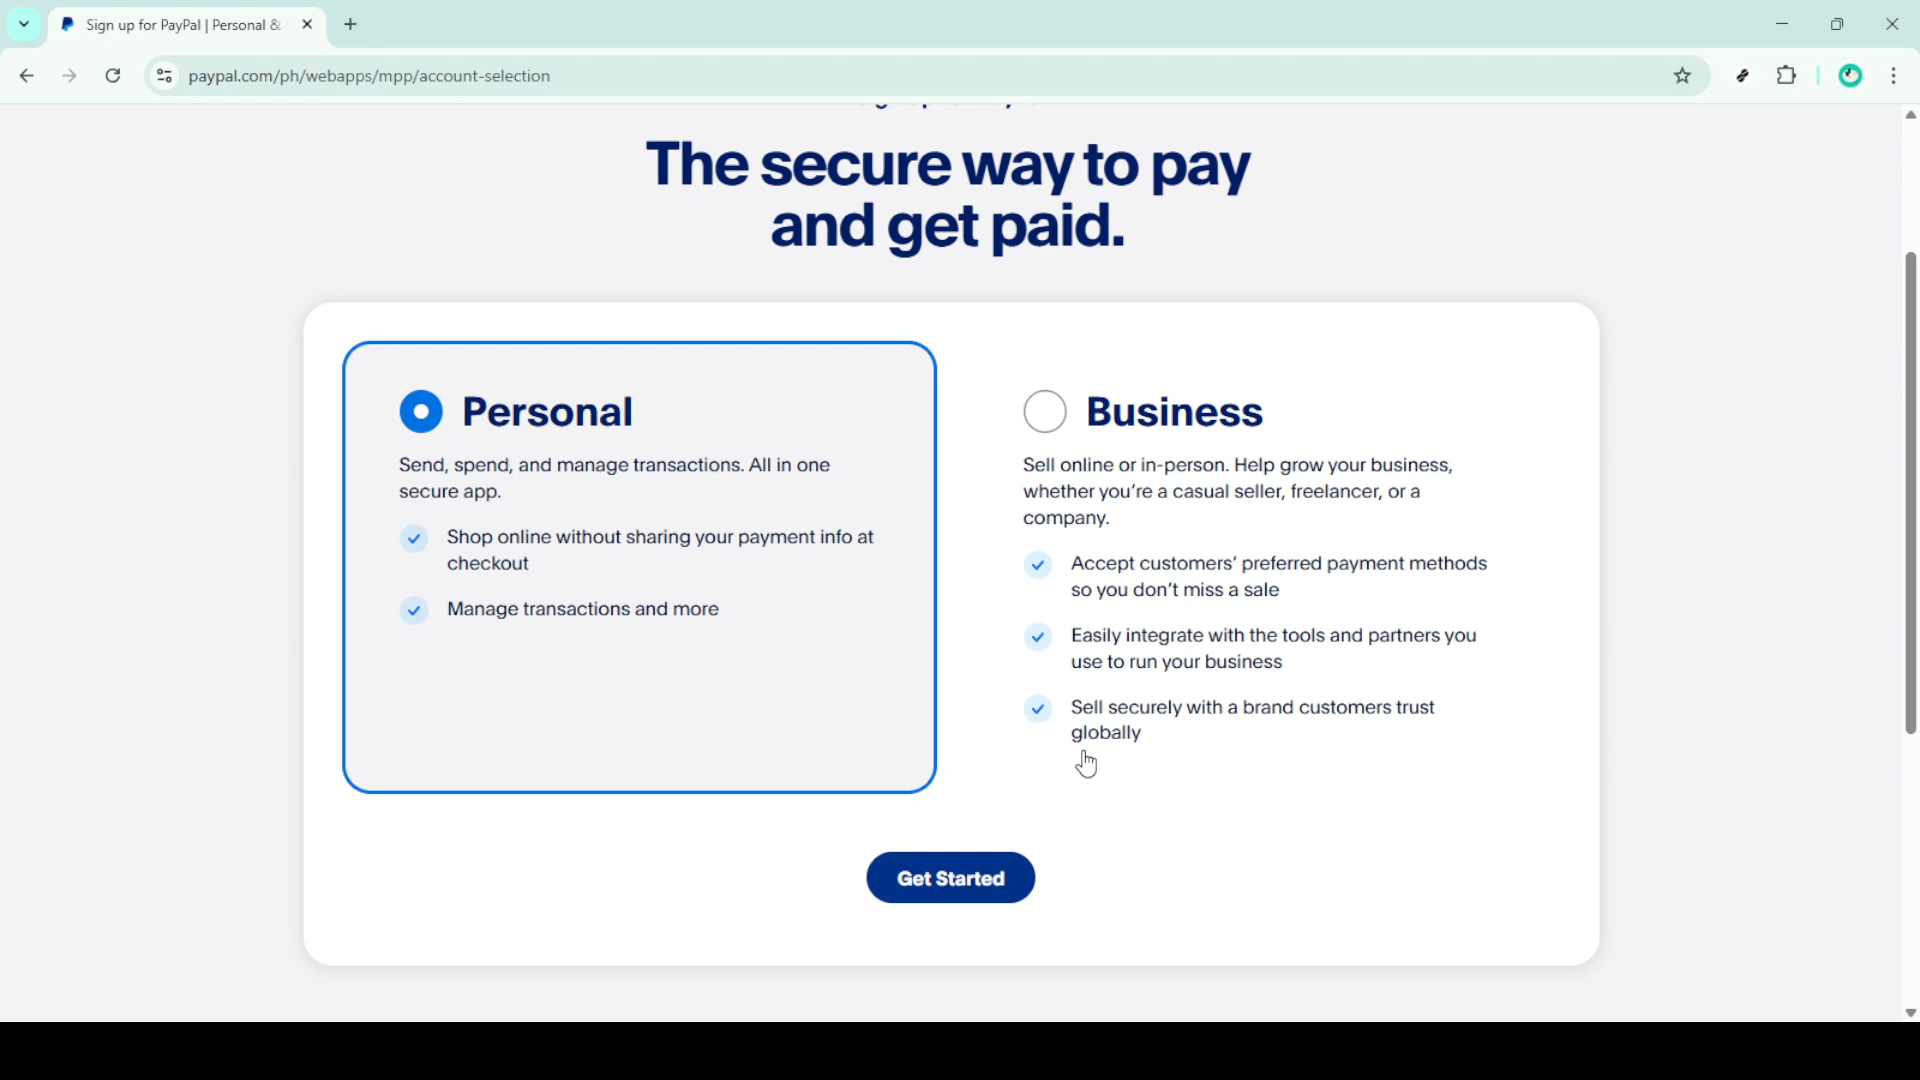 Sign up for PayPal | Personal &
paypal.com/ph/webapps/mpp/account-selection
The secure way to pay
and get paid.
Personal
Send, spend, and manage transactions. All in one
secure app.
Shop online without sharing your payment info at
checkout
Manage transactions and more
Business
Sell online or in-person. Help grow your business,
whether you're a casual seller, freelancer, or a
company.
Accept customers' preferred payment methods
so you don't miss a sale
Easily integrate with the tools and partners you
use to run your business
Sell securely with a brand customers trust
globally
Get Started